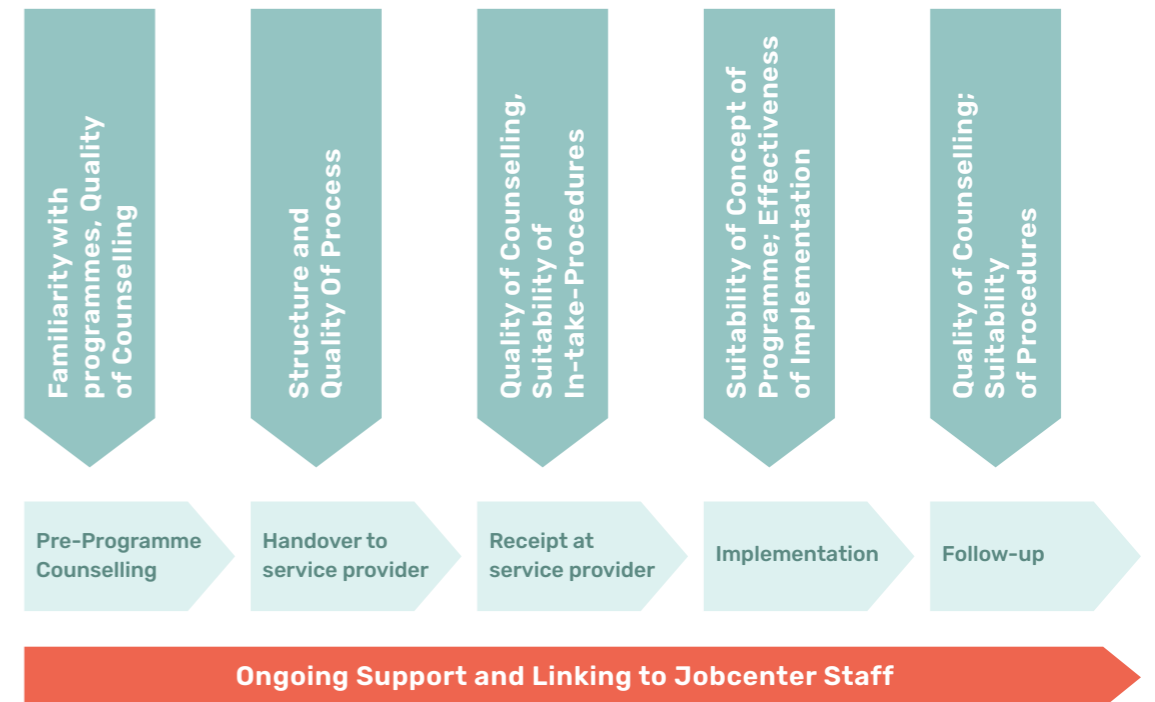 Familiarity with
programmes, Quality
of Counselling
Structure and
Quality Of Process
Quality of Counselling,
Suitability of
In-take-Procedures
Suitability of Concept of
Programme; Effectiveness
of Implementation
Quality of Counselling;
Suitability
of Procedures
Pre-Programme
Counselling
Handover to
service provider
Receipt at
service provider
Implementation
Follow-up
Ongoing Support and Linking to Jobcenter Staff